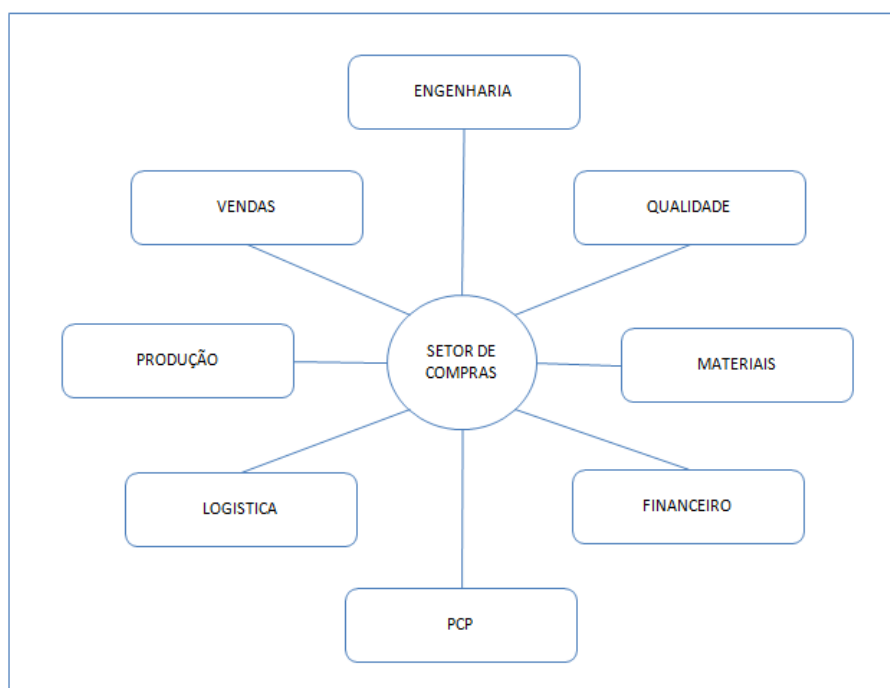 ENGENHARIA
VENDAS
QUALIDADE
SETOR DE
COMPRAS
PRODUÇÃO
MATERIAIS
LOGISTICA
FINANCEIRO
PCP